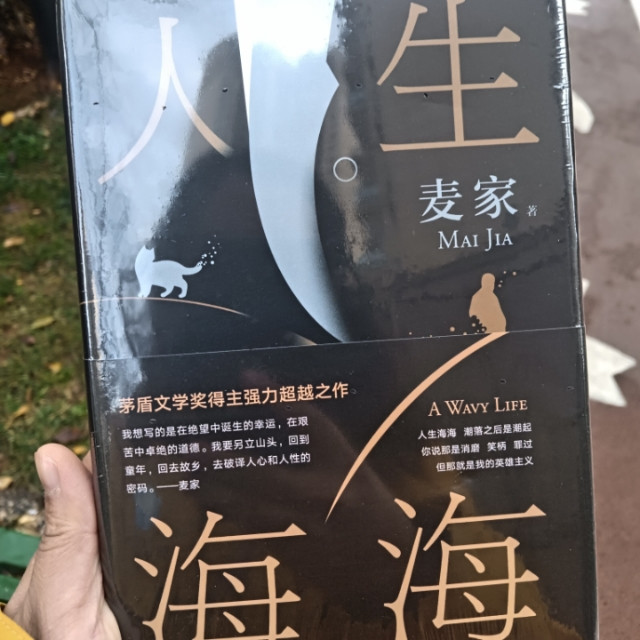 人生
麦家 著
MAI JIA
茅盾文学奖得主强力超越之作
我想写的是在绝望中诞生的幸运，在艰
苦中卓绝的道德。我要另立山头，回到
童年，回去故乡，去破译人心和人性的
密码。——麦家
A WAVY LIFE
人生海海 潮落之后是潮起
你说那是消磨 笑柄 罪过
但那就是我的英雄主义
海海